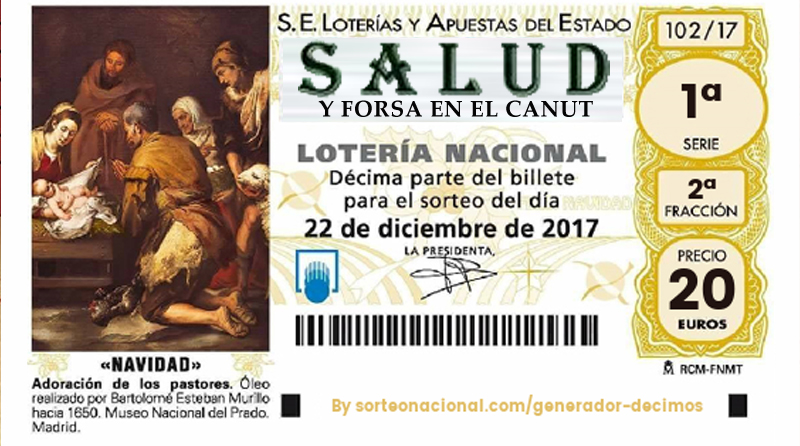 S.E. LOTERÍAS Y APUESTAS DEL ESTADO
SALUD
Y FORSA EN EL CANUT
LOTERÍA NACIONAL
Décima parte del billete
para el sorteo del día
NAVIDAD
22 de diciembre de 2017
LA PRESIDENTA,
102/17
1ª
SERIE
2ª
FRACCIÓN
PRECIO
20
EUROS
RCM-FNMT
«NAVIDAD»
Adoración de los pastores. Óleo
realizado por Bartolomé Esteban Murillo
hacia 1650. Museo Nacional del Prado.
Madrid.
By sorteonacional.com/generador-decimos